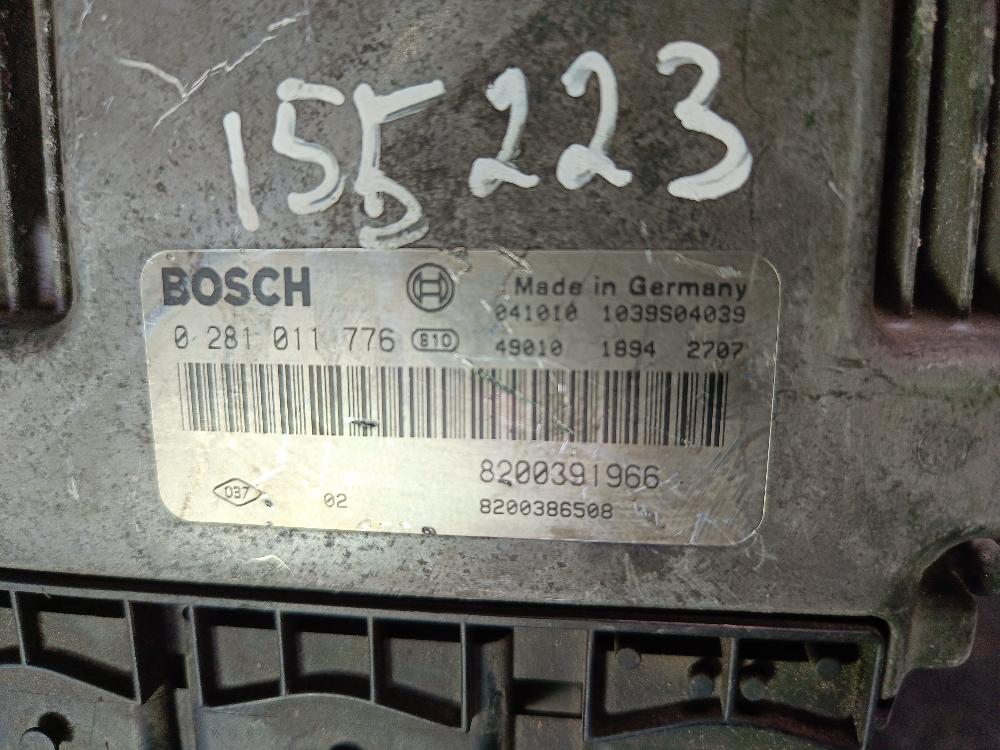 155223
BOSCH Made in Germany
041010 1039S04039
0 281 011 776 810 49010 1894 2707
8200391966
037 02 8200386508